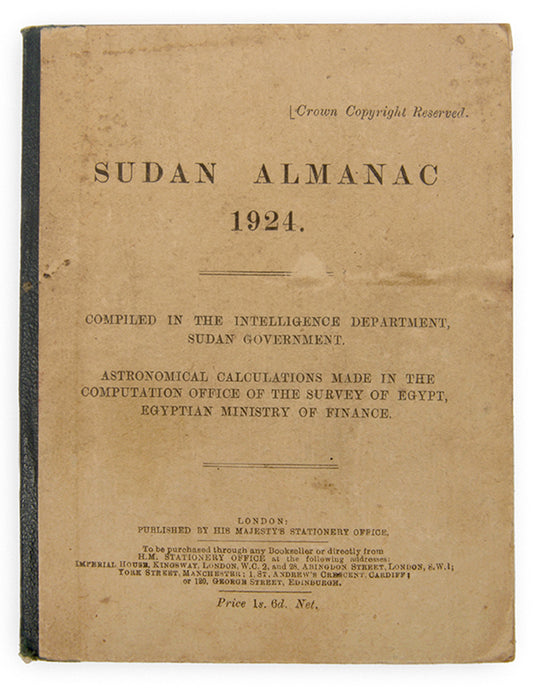 [Crown Copyright Reserved.
SUDAN ALMANAC
1924.
COMPILED IN THE INTELLIGENCE DEPARTMENT,
SUDAN GOVERNMENT.
ASTRONOMICAL CALCULATIONS MADE IN THE
COMPUTATION OFFICE OF THE SURVEY OF EGYPT,
EGYPTIAN MINISTRY OF FINANCE.
LONDON:
PUBLISHED BY HIS MAJESTY'S STATIONERY OFFICE.
To be purchased through any Bookseller or directly from
H.M. STATIONERY OFFICE at the following addresses:
IMPERIAL HOUSE, KINGSWAY, LONDON, W.C. 2, and 28, ABINGDON STREET, LONDON, S.W.1;
YORK STREET, MANCHESTER; 1, ST. ANDREW'S CRESCENT, CARDIFF;
or 120, GEORGE STREET, EDINBURGH.
Price 1s. 6d. Net.